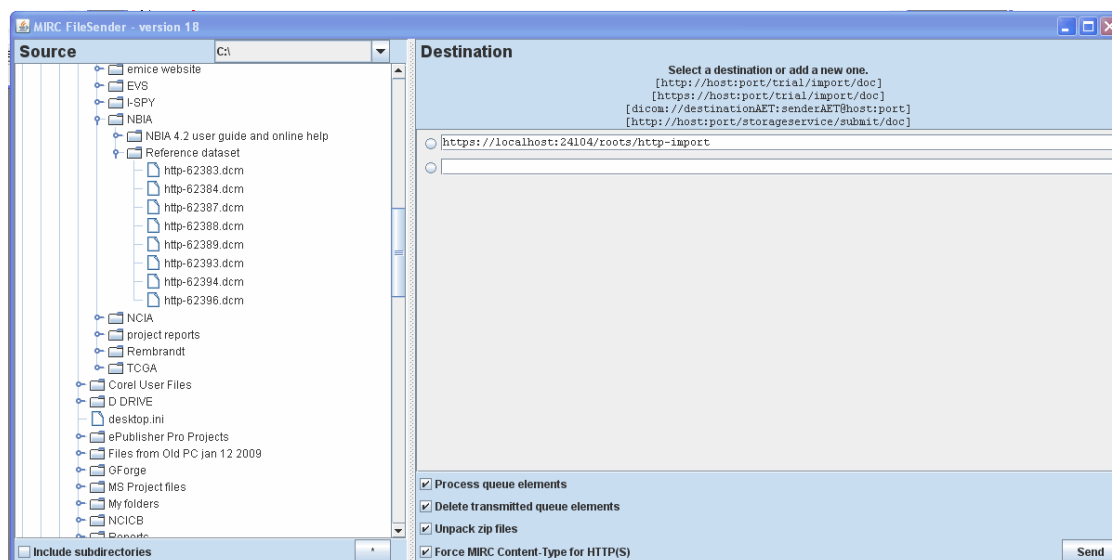 MIRC FileSender - version 18
Source
C:\
emice website
EVS
I-SPY
NBIA
NBIA 4.2 user guide and online help
Reference dataset
http-62383.dcm
http-62384.dcm
http-62387.dcm
http-62388.dcm
http-62389.dcm
http-62393.dcm
http-62394.dcm
http-62396.dcm
NCIA
project reports
Rembrandt
TCGA
Corel User Files
D DRIVE
desktop.ini
ePublisher Pro Projects
Files from Old PC jan 12 2009
GForge
MS Project files
My folders
NCICB
Reports
Include subdirectories
*
Destination
Select a destination or add a new one.
[http://host:port/trial/import/doc]
[https://host:port/trial/import/doc]
[dicom://destinationAET:senderAET@host:port]
[http://host:port/storageservice/submit/doc]
https://localhost:24104/roots/http-import
Process queue elements
Delete transmitted queue elements
Unpack zip files
Force MIRC Content-Type for HTTP(S)
Send